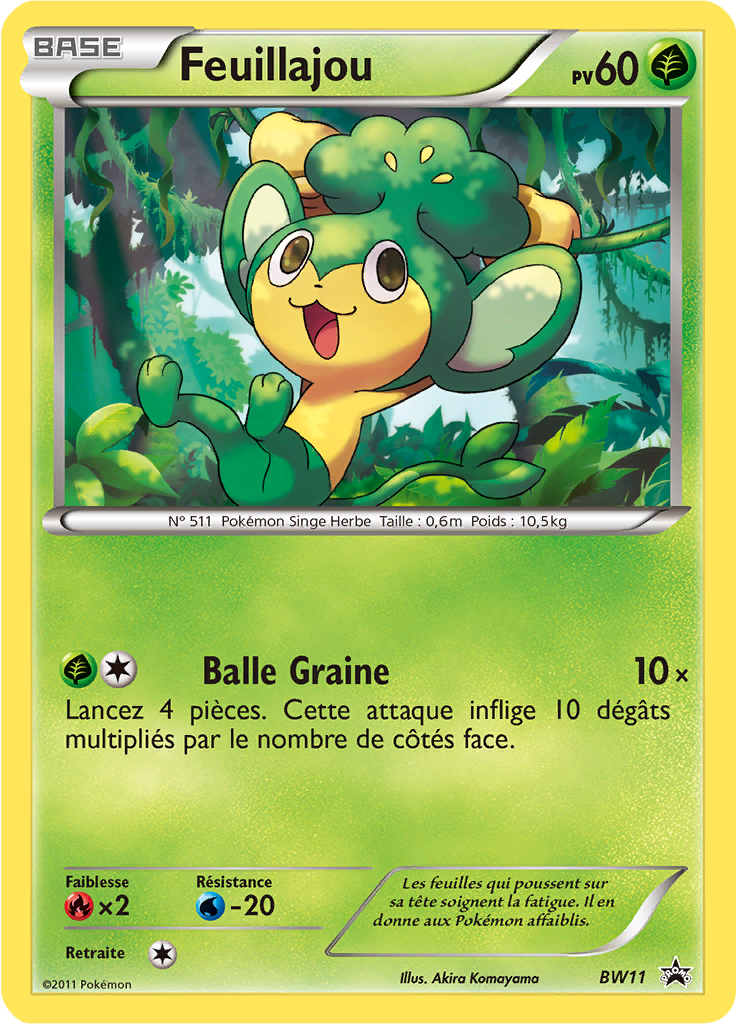 BASE
Feuillajou
PV60
N° 511 Pokémon Singe Herbe Taille : 0,6m Poids : 10,5kg
Balle Graine 10×
Lancez 4 pièces. Cette attaque inflige 10 dégâts
multipliés par le nombre de côtés face.
Faiblesse
×2
Résistance
-20
Retraite
Les feuilles qui poussent sur
sa tête soignent la fatigue. Il en
donne aux Pokémon affaiblis.
©2011 Pokémon
Illus. Akira Komayama
BW11
PROMO